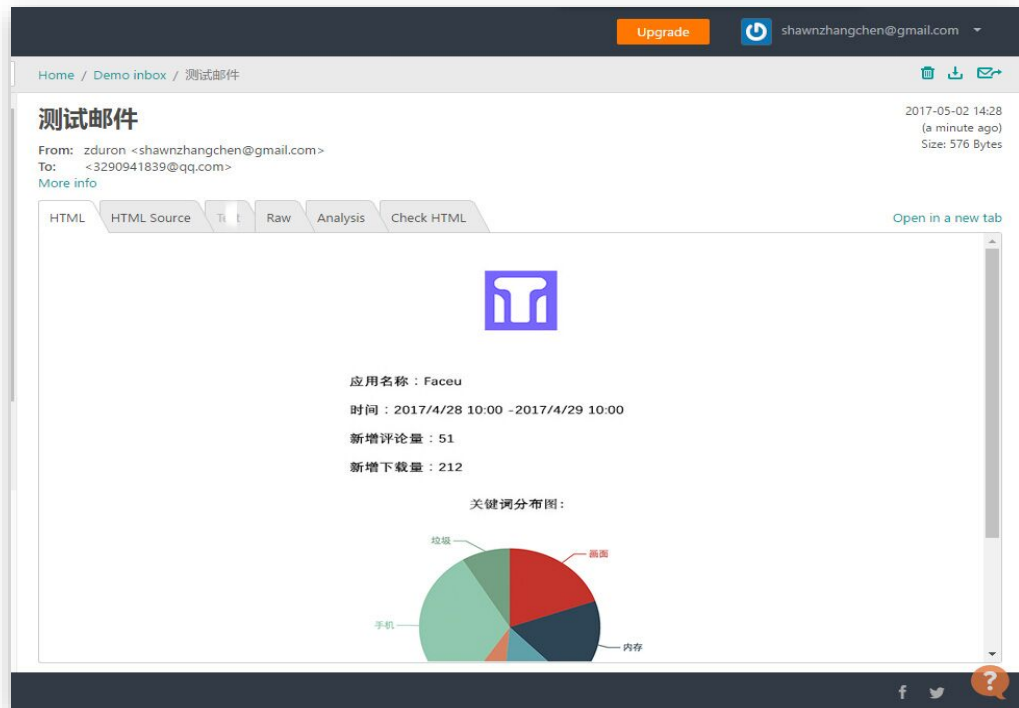 Upgrade
shawnzhangchen@gmail.com
Home / Demo inbox / 测试邮件
测试邮件
2017-05-02 14:28
(a minute ago)
Size: 576 Bytes
From: zduron <shawnzhangchen@gmail.com>
To: <3290941839@qq.com>
More info
HTML HTML Source Raw Analysis Check HTML
Open in a new tab
应用名称：Faceu
时间：2017/4/28 10:00 -2017/4/29 10:00
新增评论量：51
新增下载量：212
关键词分布图:
垃圾
画面
手机
内存